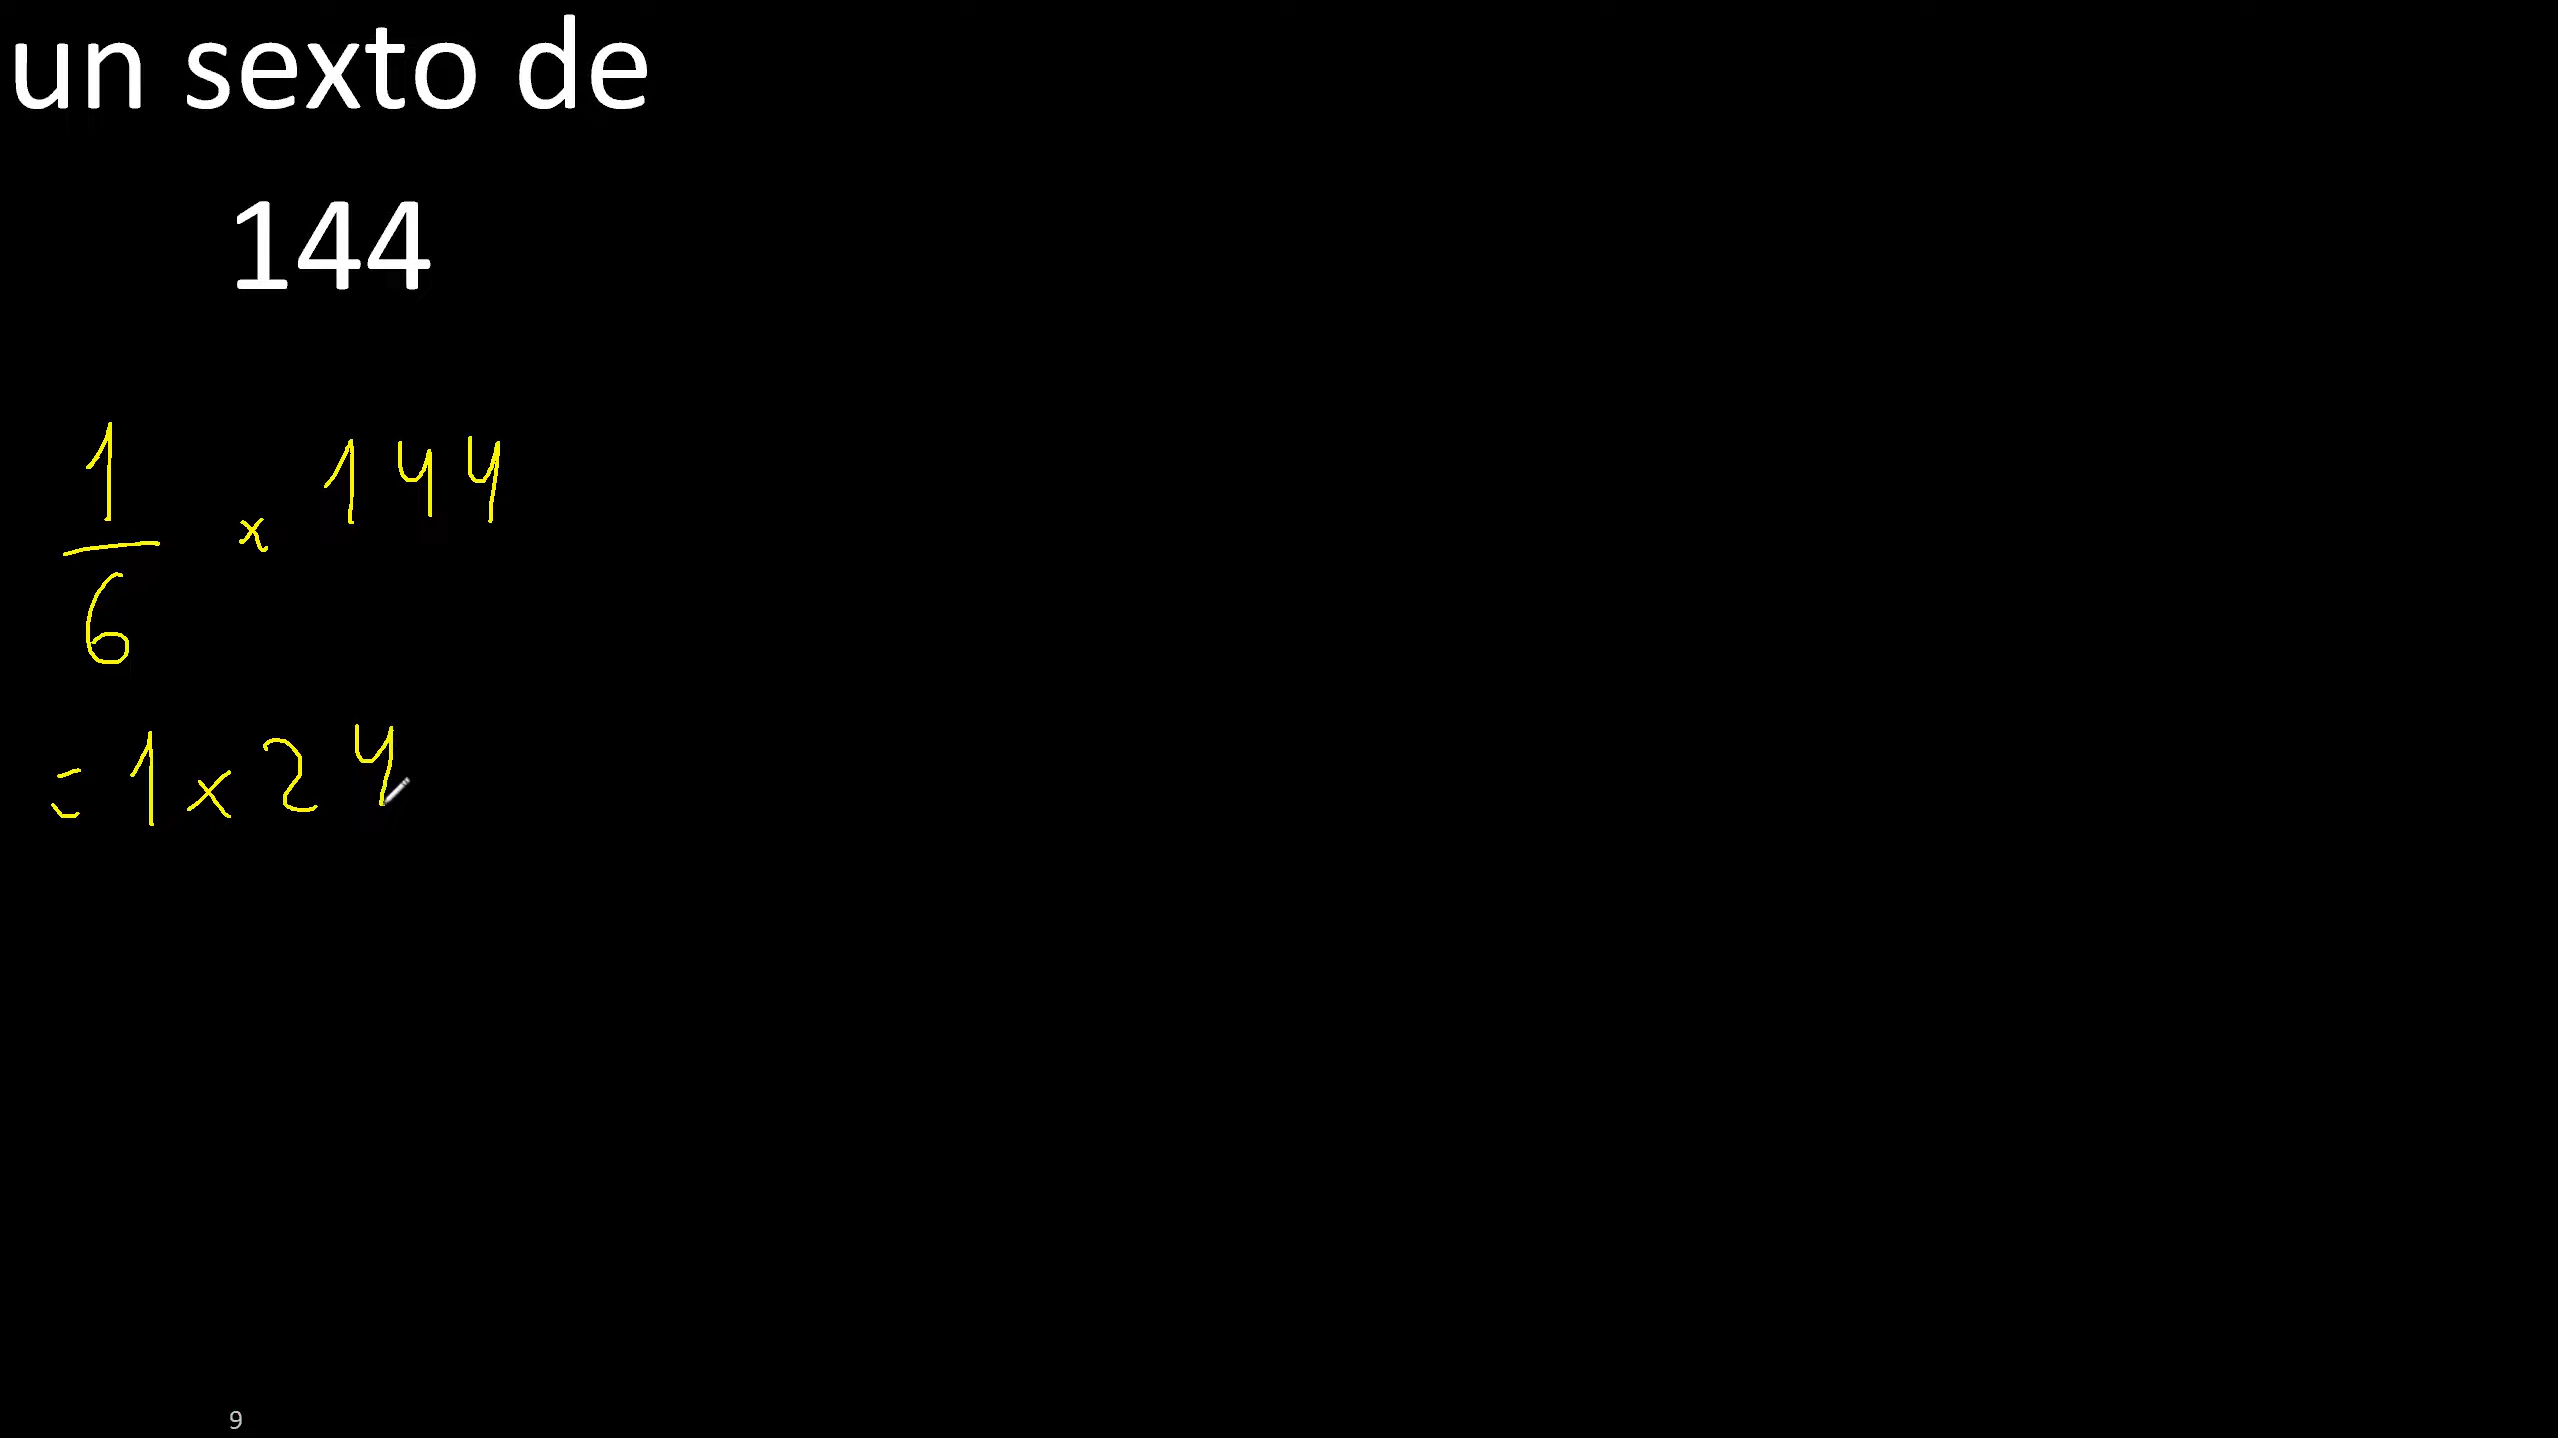 un sexto de
144
1/6 x 144
= 1 x 24
9